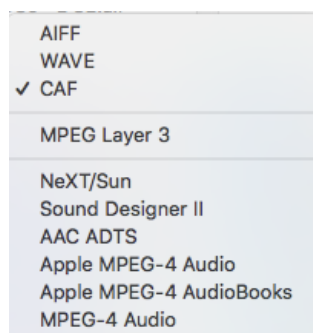 AIFF
WAVE
✓ CAF
MPEG Layer 3
NeXT/Sun
Sound Designer II
AAC ADTS
Apple MPEG-4 Audio
Apple MPEG-4 AudioBooks
MPEG-4 Audio